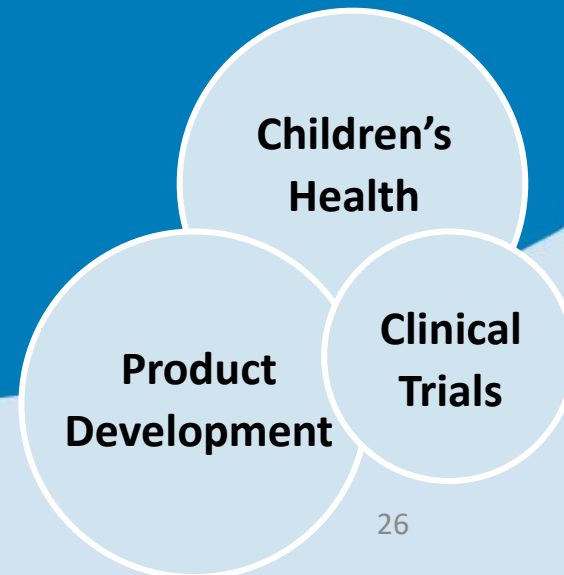 Children’s
Health
Clinical
Trials
Product
Development
26